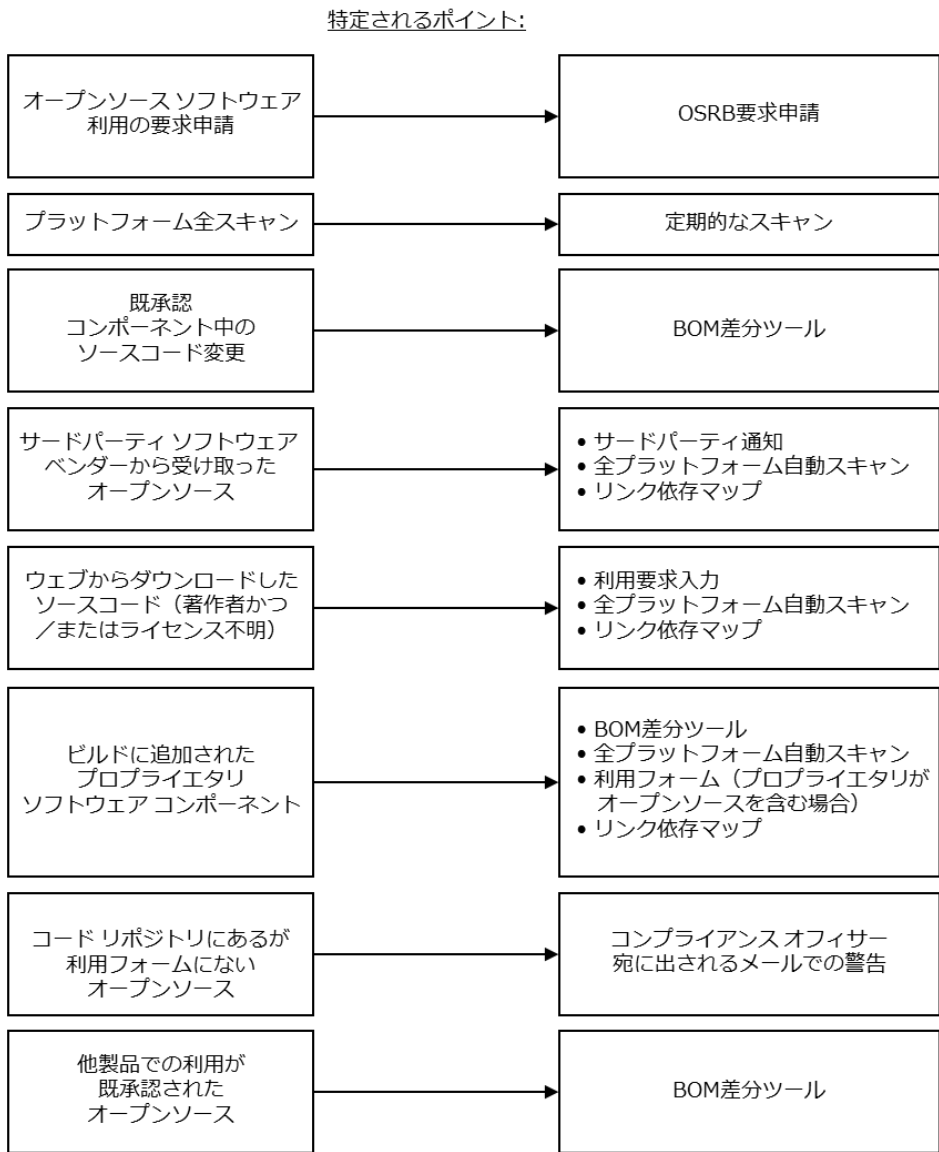 特定されるポイント:
オープンソース ソフトウェア
利用の要求申請
OSRB要求申請
プラットフォーム全スキャン
定期的なスキャン
既承認
コンポーネント中の
ソースコード変更
BOM差分ツール
サードパーティ ソフトウェア
ベンダーから受け取った
オープンソース
• サードパーティ通知
• 全プラットフォーム自動スキャン
• リンク依存マップ
ウェブからダウンロードした
ソースコード（著作者かつ
／またはライセンス不明）
• 利用要求入力
• 全プラットフォーム自動スキャン
• リンク依存マップ
ビルドに追加された
プロプライエタリ
ソフトウェア コンポーネント
• BOM差分ツール
• 全プラットフォーム自動スキャン
• 利用フォーム（プロプライエタリが
オープンソースを含む場合）
• リンク依存マップ
コード リポジトリにあるが
利用フォームにない
オープンソース
コンプライアンス オフィサー
宛に出されるメールでの警告
他製品での利用が
既承認された
オープンソース
BOM差分ツール